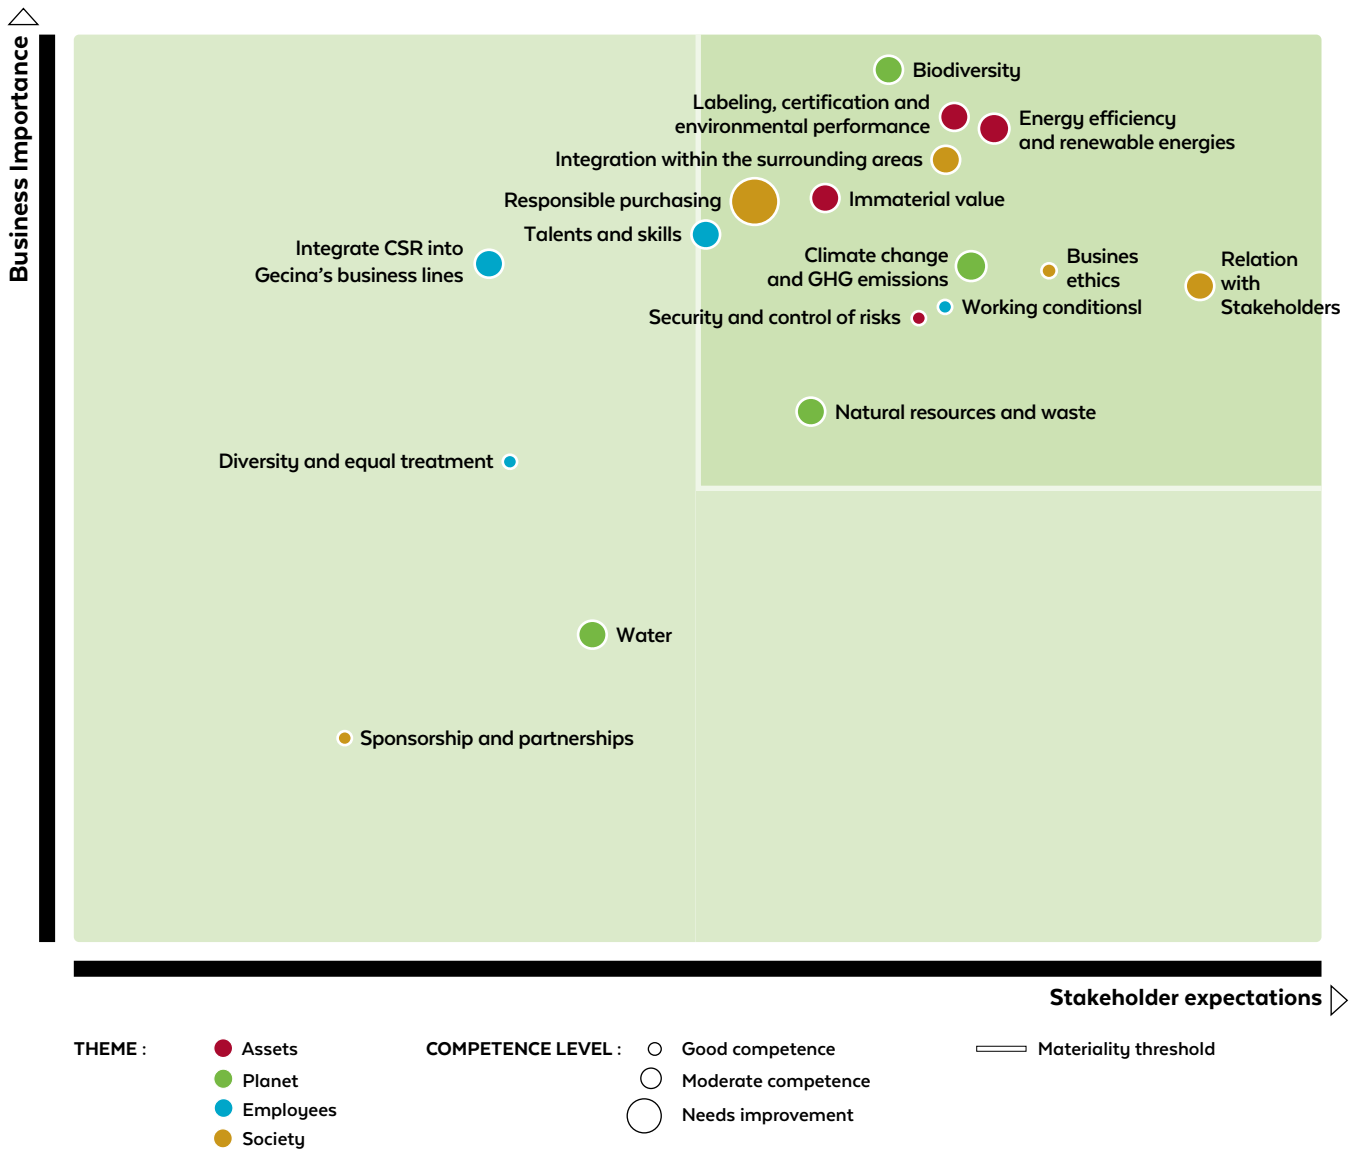 Business Importance
Biodiversity
Labeling, certification and
environmental performance
Energy efficiency
and renewable energies
Integration within the surrounding areas
Responsible purchasing
Immaterial value
Talents and skills
Integrate CSR into
Gecina’s business lines
Climate change
and GHG emissions
Busines
ethics
Relation
with
Stakeholders
Working conditionsl
Security and control of risks
Natural resources and waste
Diversity and equal treatment
Water
Sponsorship and partnerships
Stakeholder expectations
THEME :
Assets
Planet
Employees
Society
COMPETENCE LEVEL :
Good competence
Moderate competence
Needs improvement
Materiality threshold